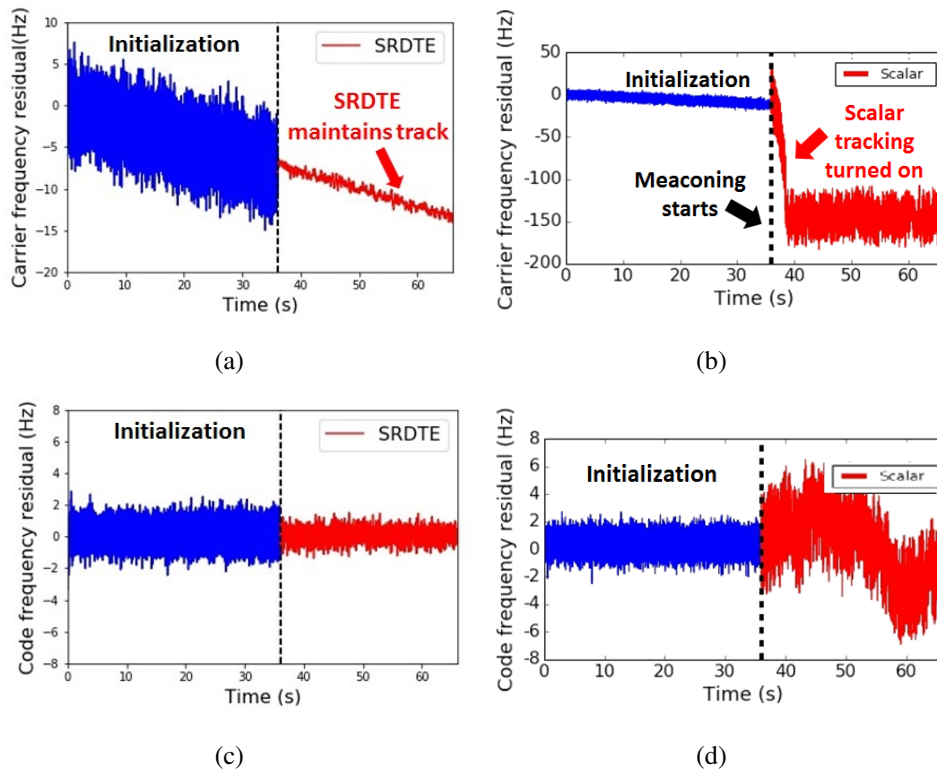 10
5
0
-5
-10
-15
-20
Carrier frequency residual(Hz)
Initialization
SRDTE
SRDTE
maintains track
0 10 20 30 40 50 60
Time (s)
(a)
50
0
-50
-100
-150
-200
Carrier frequency residual (Hz)
Initialization
Scalar
Scalar
tracking
turned on
Meaconing
starts
0 10 20 30 40 50 60
Time (s)
(b)
8
6
4
2
0
-2
-4
-6
-8
Code frequency residual (Hz)
Initialization
SRDTE
0 10 20 30 40 50 60
Time (s)
(c)
8
6
4
2
0
-2
-4
-6
-8
Code frequency residual (Hz)
Initialization
Scalar
0 10 20 30 40 50 60
Time (s)
(d)